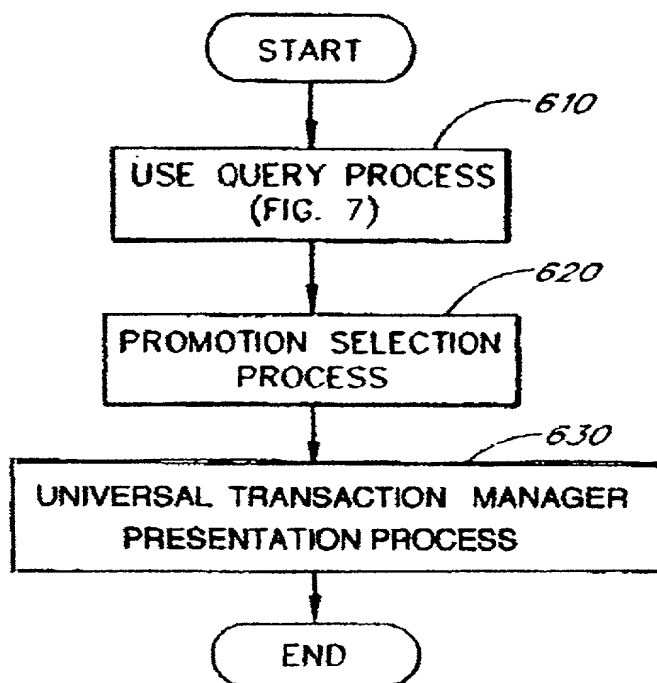 START
610
USE QUERY PROCESS
(FIG. 7)
620
PROMOTION SELECTION
PROCESS
630
UNIVERSAL TRANSACTION MANAGER
PRESENTATION PROCESS
END